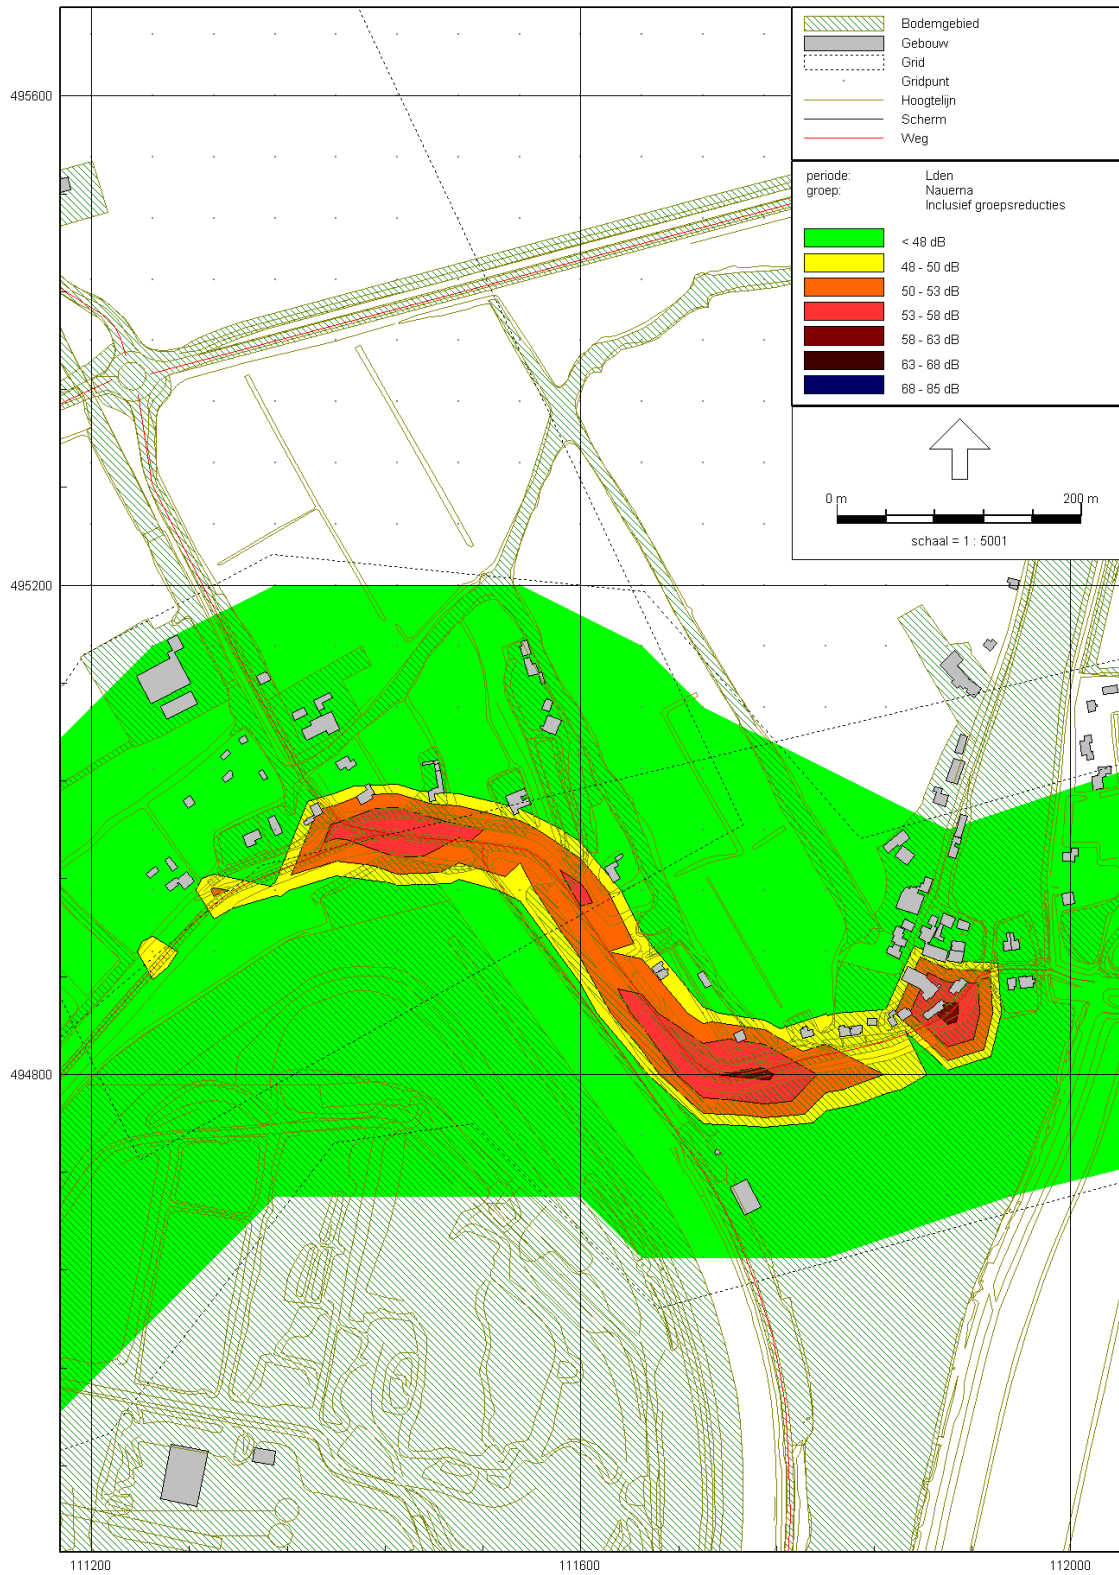 Bodemgebied
Gebouw
Grid
Gridpunt
Hoogtelijn
Scherm
Weg
periode: Lden
groep: Nauerna
Inclusief groepsreducties
< 48 dB
48 - 50 dB
50 - 53 dB
53 - 58 dB
58 - 63 dB
63 - 68 dB
68 - 85 dB
0 m 200 m
schaal = 1 : 5001
495600
495200
494800
111200 111600 112000